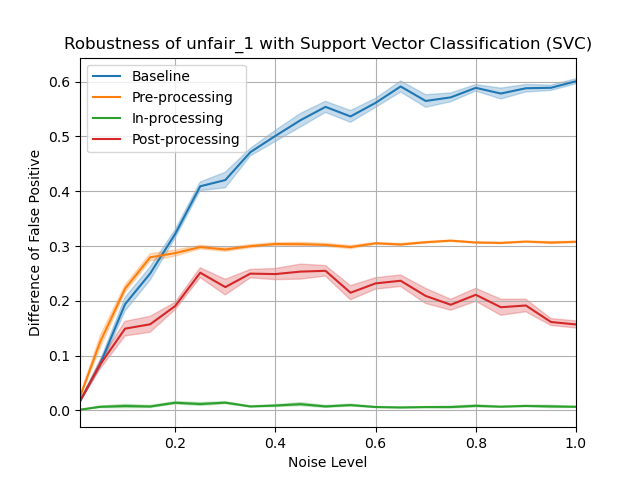 Robustness of unfair_1 with Support Vector Classification (SVC)
Baseline
Pre-processing
In-processing
Post-processing
Difference of False Positive
0.6
0.5
0.4
0.3
0.2
0.1
0.0
0.2
0.4
0.6
0.8
1.0
Noise Level